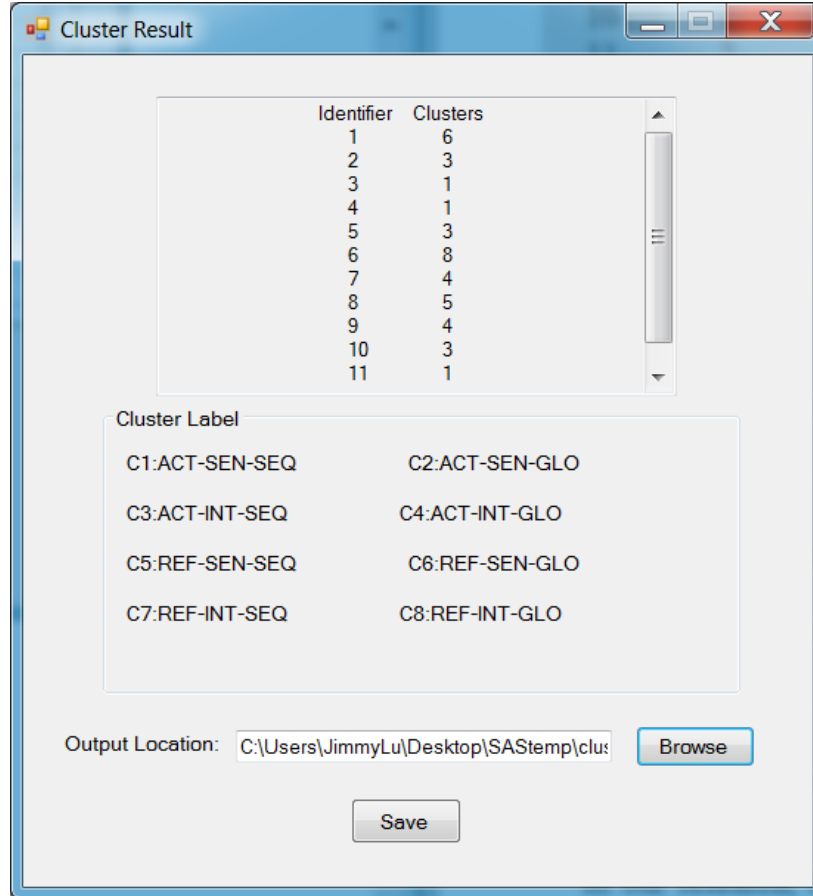 Cluster Result
Identifier Clusters
1 6
2 3
3 1
4 1
5 3
6 8
7 4
8 5
9 4
10 3
11 1
Cluster Label
C1:ACT-SEN-SEQ C2:ACT-SEN-GLO
C3:ACT-INT-SEQ C4:ACT-INT-GLO
C5:REF-SEN-SEQ C6:REF-SEN-GLO
C7:REF-INT-SEQ C8:REF-INT-GLO
Output Location: C:\Users\JimmyLu\Desktop\SAStemp\clus Browse
Save